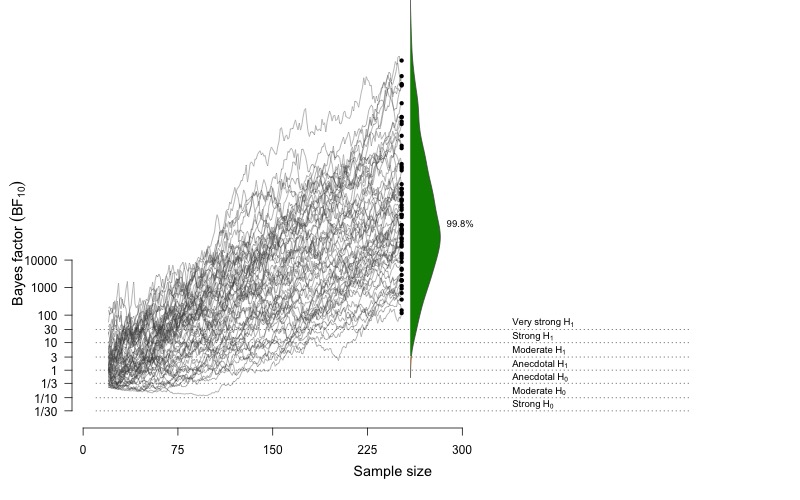 99.8%
Bayes factor (BF10)
10000
1000
100
30
10
3
1
1/3
1/10
1/30
Very strong H1
Strong H1
Moderate H1
Anecdotal H1
Anecdotal H0
Moderate H0
Strong H0
0 75 150 225 300
Sample size